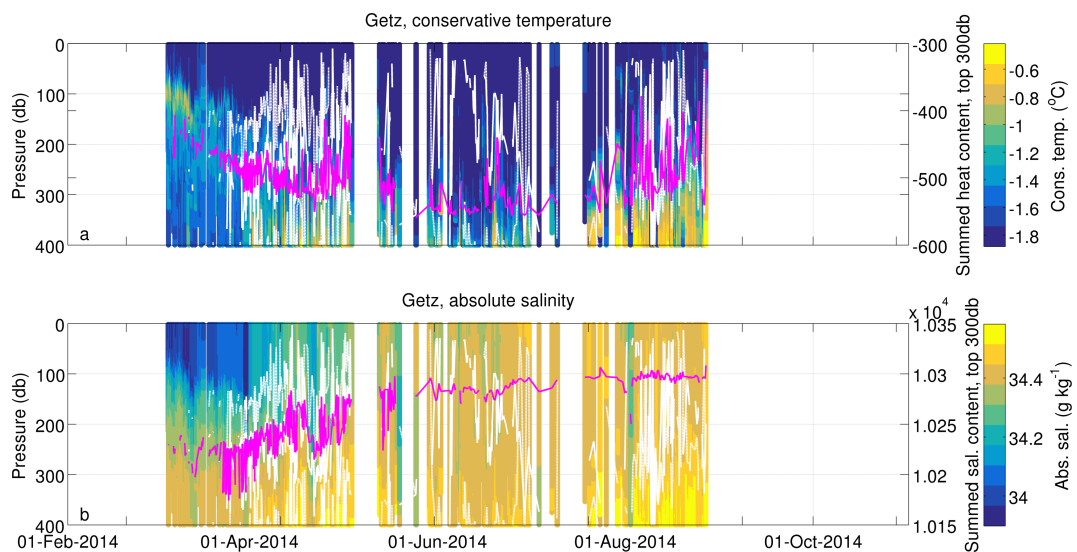 Getz, conservative temperature
0
100
200
300
400
Pressure (db)
a
-300
-400
-500
-600
Summed heat content, top 300db
-0.6
-0.8
-1
-1.2
-1.4
-1.6
-1.8
Cons. temp. (°C)
Getz, absolute salinity
0
100
200
300
400
Pressure (db)
b
x 10⁴
1.035
1.03
1.025
1.02
1.015
Summed sal. content, top 300db
34.4
34.2
34
Abs. sal. (g kg⁻¹)
01-Feb-2014 01-Apr-2014 01-Jun-2014 01-Aug-2014 01-Oct-2014